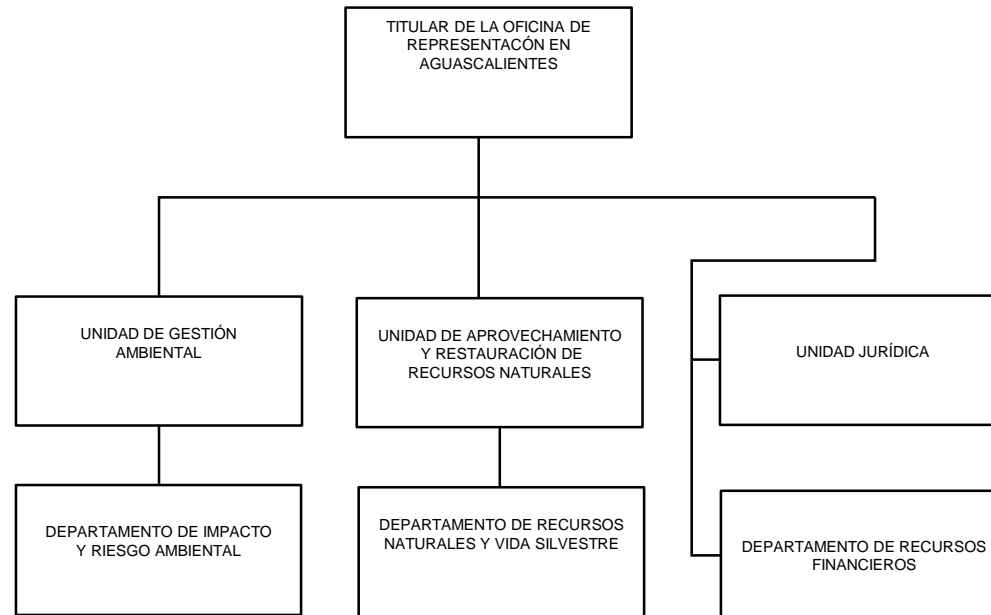 TITULAR DE LA OFICINA DE
REPRESENTACÓN EN
AGUASCALIENTES
UNIDAD DE GESTIÓN
AMBIENTAL
UNIDAD DE APROVECHAMIENTO
Y RESTAURACIÓN DE
RECURSOS NATURALES
UNIDAD JURÍDICA
DEPARTAMENTO DE IMPACTO
Y RIESGO AMBIENTAL
DEPARTAMENTO DE RECURSOS
NATURALES Y VIDA SILVESTRE
DEPARTAMENTO DE RECURSOS
FINANCIEROS